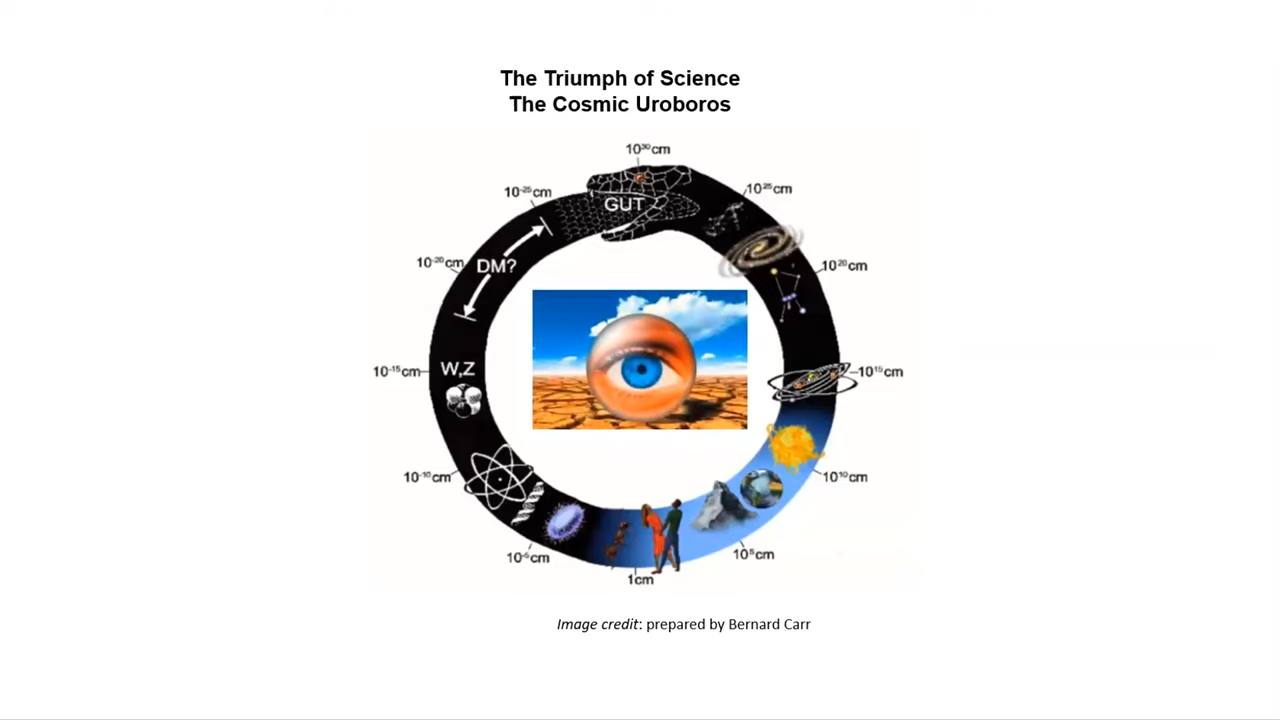 The Triumph of Science
The Cosmic Uroboros
10³⁰cm
10⁻²⁵cm
10²⁵cm
GUT
10⁻²⁰cm
DM?
10²⁰cm
10⁻¹⁵cm
W,Z
10¹⁵cm
10⁻¹⁰cm
10¹⁰cm
10⁻⁵cm
10⁵cm
1cm
Image credit: prepared by Bernard Carr